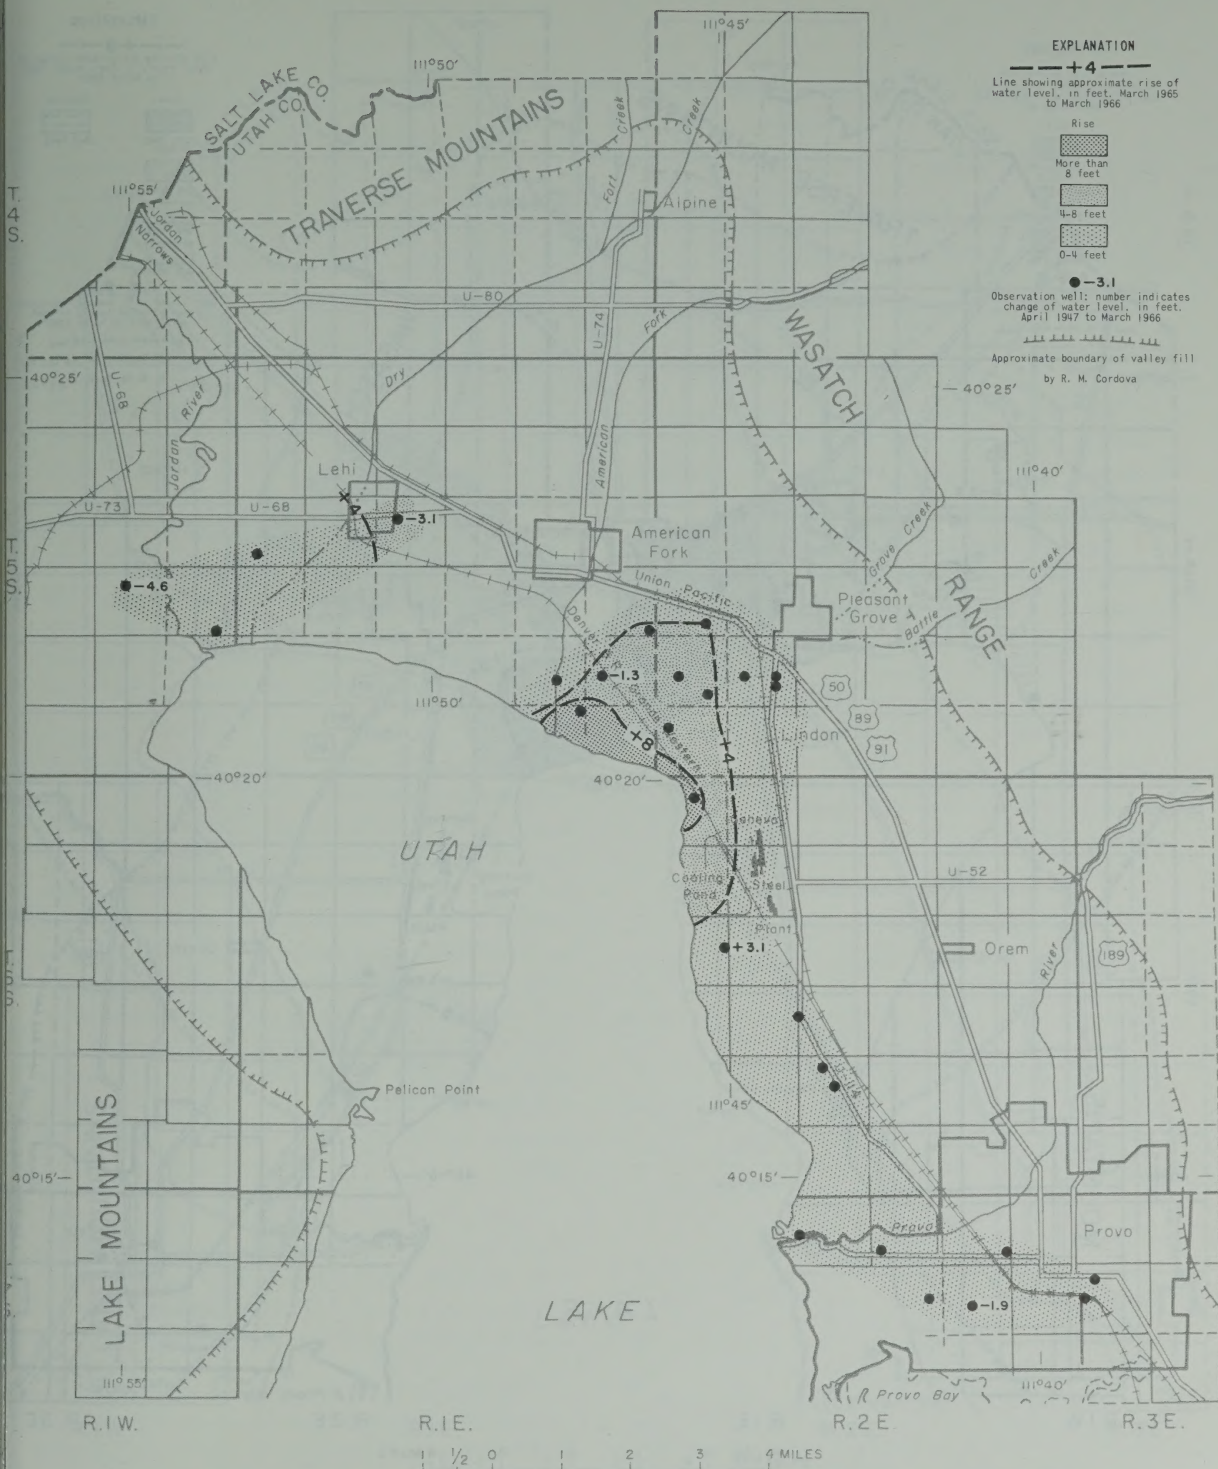 111°45'
EXPLANATION
+4
Line showing approximate rise of
water level, in feet, March 1965
to March 1966
Rise
More than
8 feet
4-8 feet
0-4 feet
-3.1
Observation well; number indicates
change of water level, in feet,
April 1947 to March 1966
Approximate boundary of valley fill
by R. M. Cordova
111°50'
SALT LAKE CO.
UTAH CO.
TRAVERSE MOUNTAINS
Fort
Creek
Creek
111°55'
T.
4
S.
Jordan
Narrows
Alpine
U-80
U-74
Fork
WASATCH
40°25'
U-68
Jordan
River
Dry
American
40°25'
Lehi
4
111°40'
U-73
U-68
-3.1
American
Fork
Grove
Creek
RANGE
Creek
T.
5
S.
-4.6
Union Pacific
Pleasant
Grove
Battle
Denver
Rio Grande Western
-1.3
50
89
91
Lindon
111°50'
+8
+4
40°20'
40°20'
Geneva
Steel
Plant
UTAH
Cooling
Pond
U-52
+3.1
Orem
River
189
T.
6
S.
Pelican Point
111°45'
U-114
LAKE MOUNTAINS
40°15'
40°15'
Provo
Provo
LAKE
-1.9
111°55'
Provo Bay
111°40'
R.1W.
R.1E.
R.2E.
R.3E.
1 1/2 0 1 2 3 4 MILES